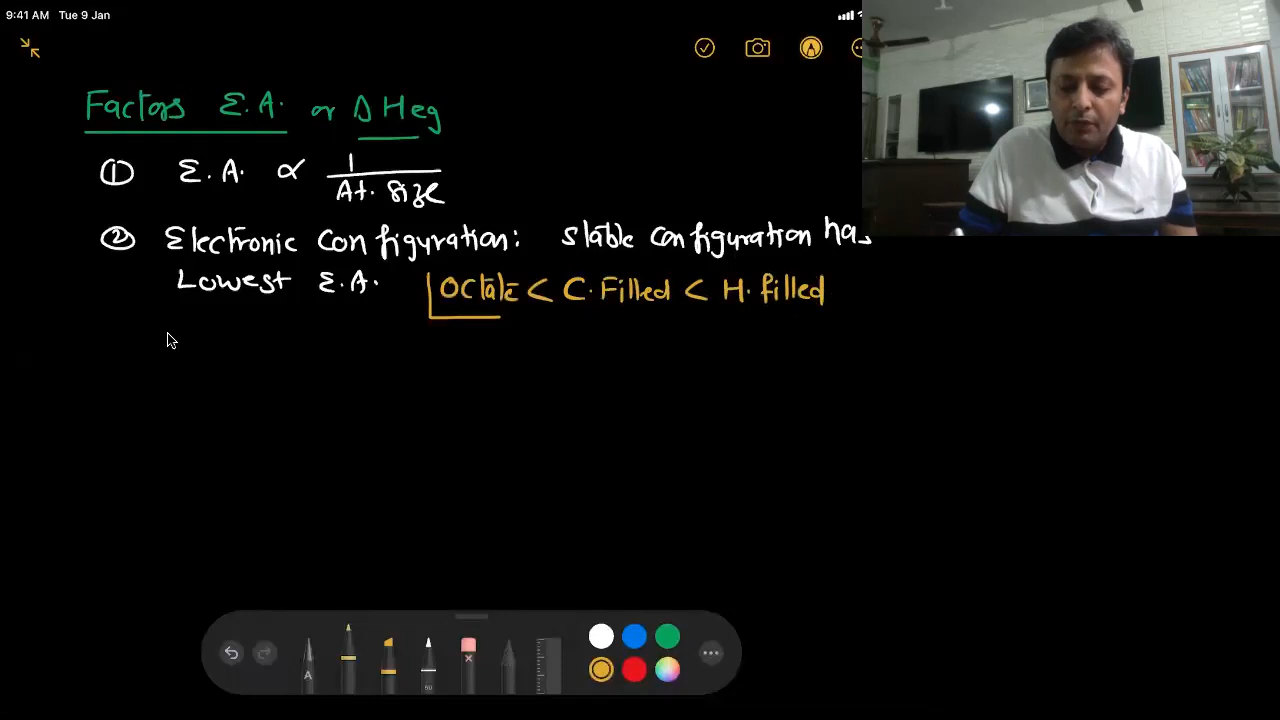 9:41 AM Tue 9 Jan
Factors E.A. or ΔHeg
① E.A. ∝ 1/At. Size
② Electronic Configuration: Stable Configuration has
Lowest E.A. Octate < C. Filled < H. filled
A
50